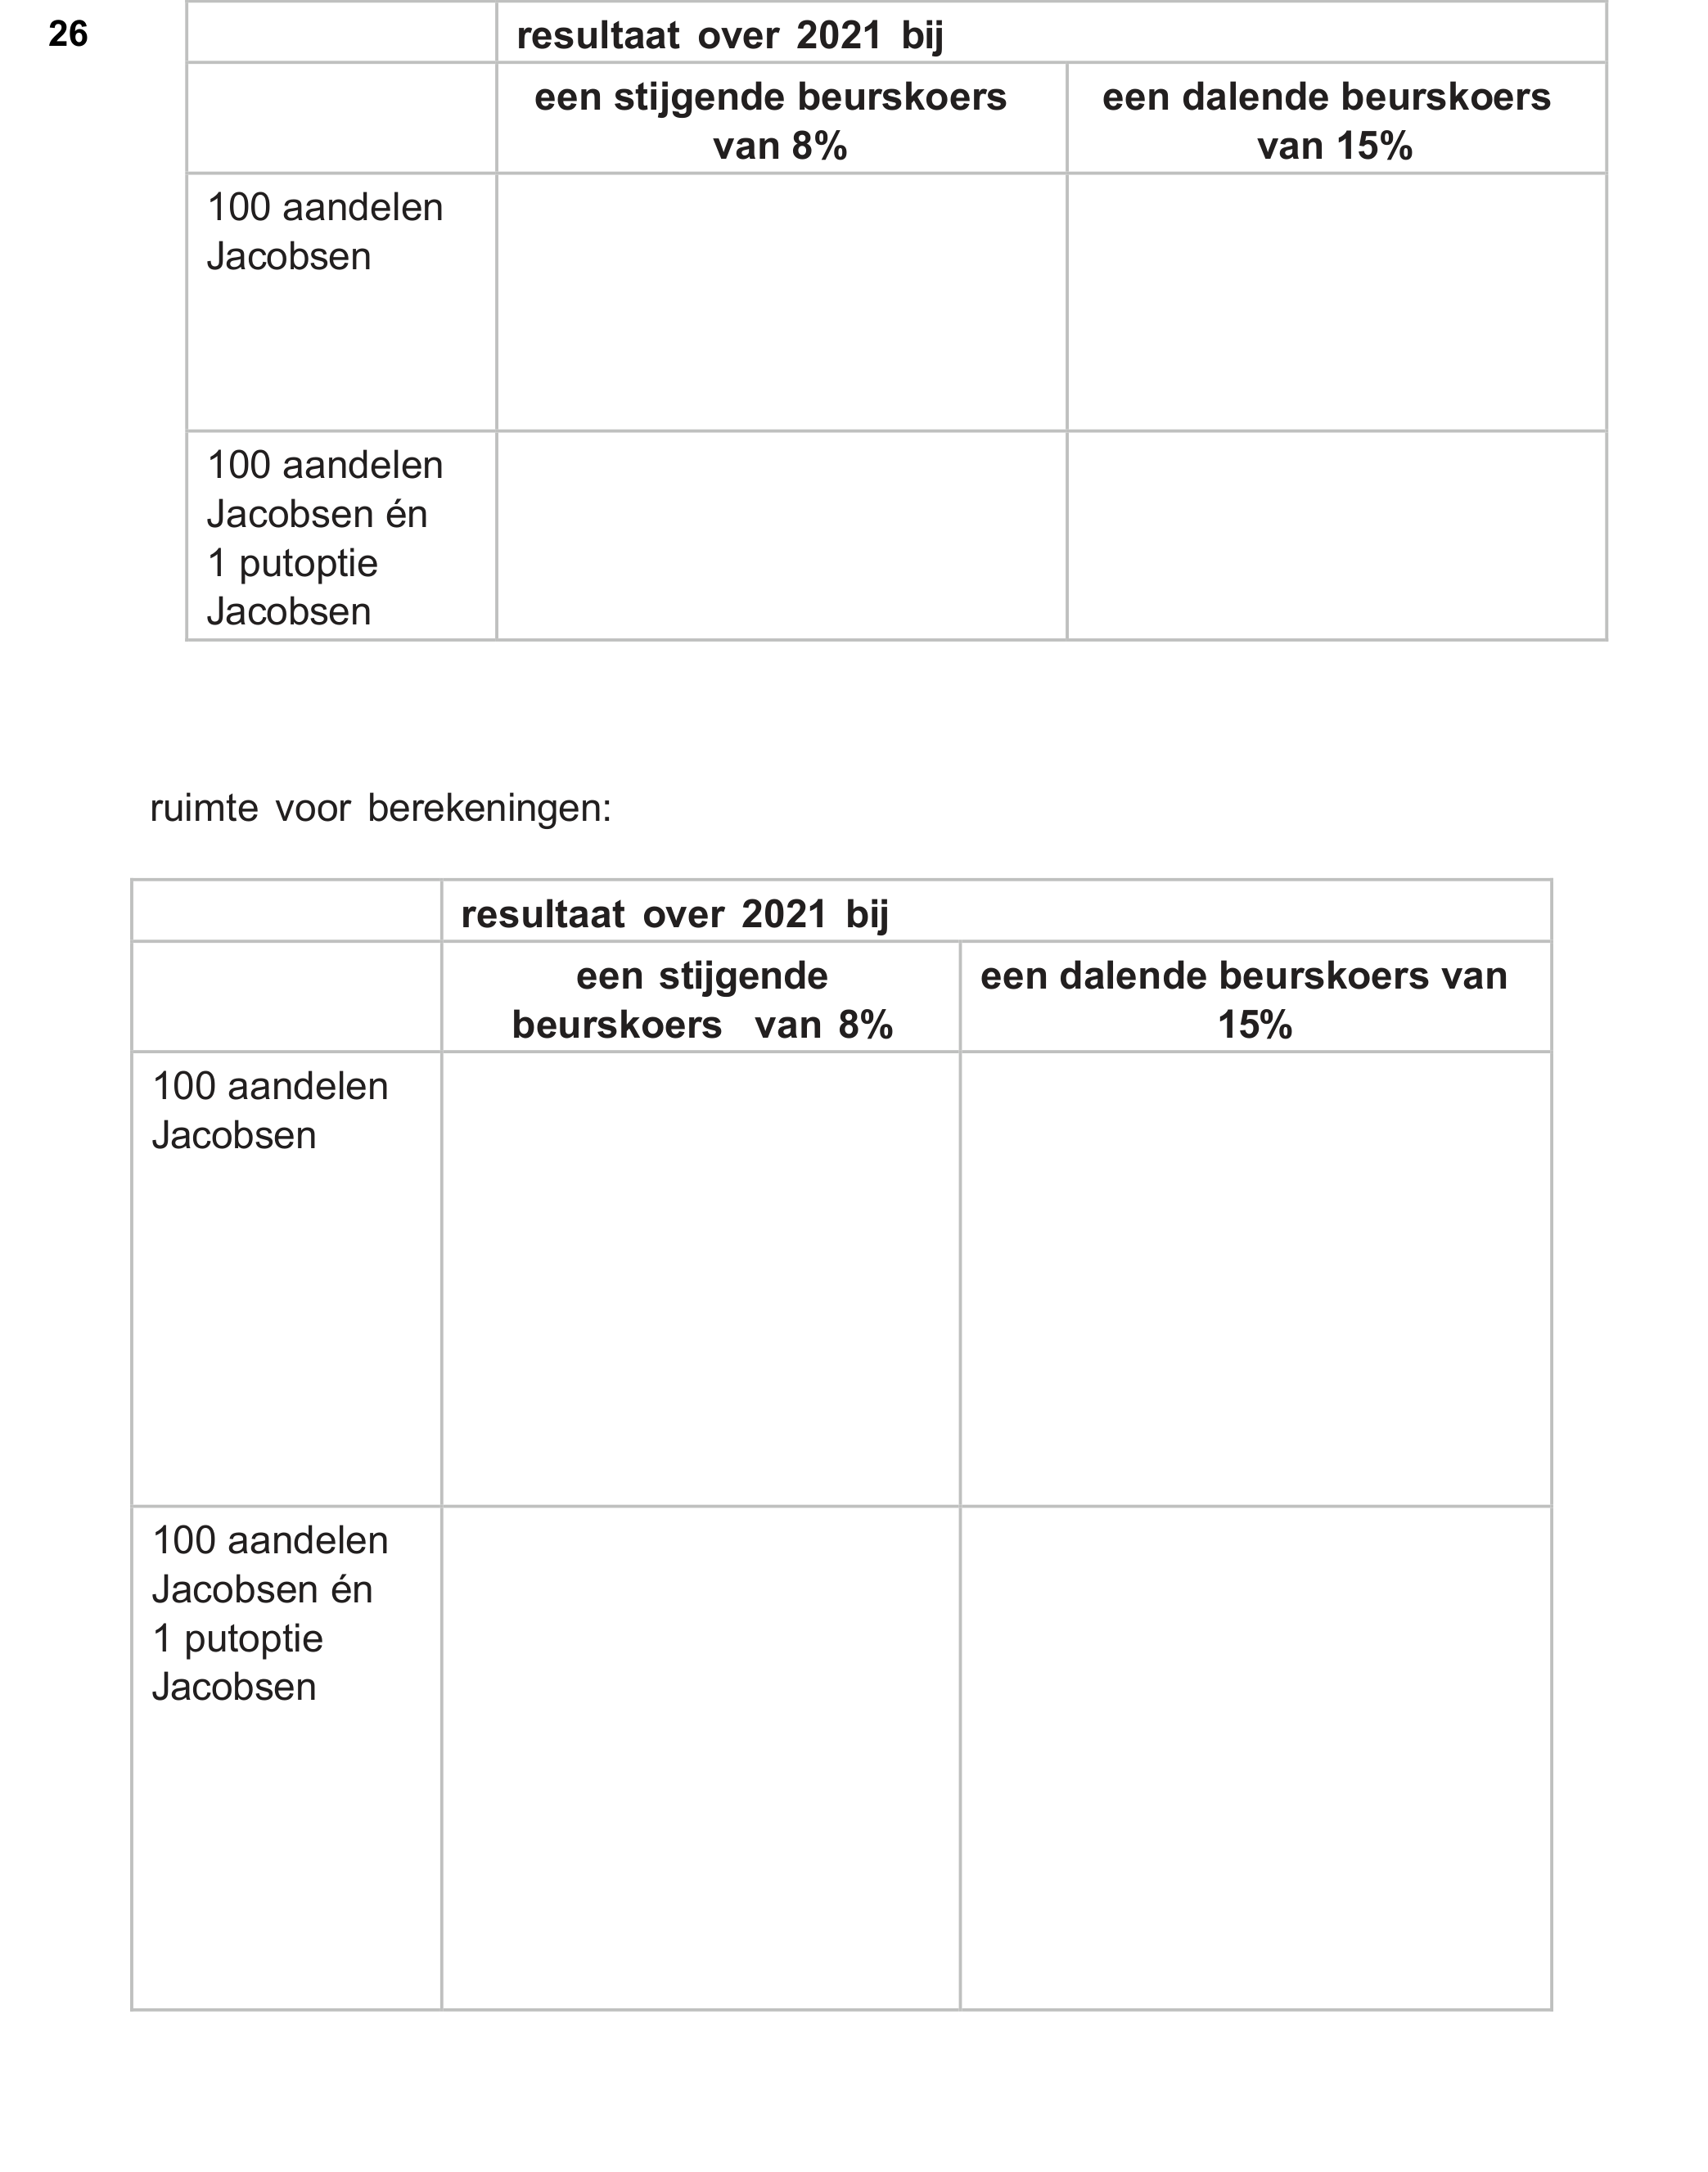 26
resultaat over 2021 bij
een stijgende beurskoers
van 8%
een dalende beurskoers
van 15%
100 aandelen
Jacobsen
100 aandelen
Jacobsen én
1 putoptie
Jacobsen
ruimte voor berekeningen:
resultaat over 2021 bij
een stijgende
beurskoers van 8%
een dalende beurskoers van
15%
100 aandelen
Jacobsen
100 aandelen
Jacobsen én
1 putoptie
Jacobsen